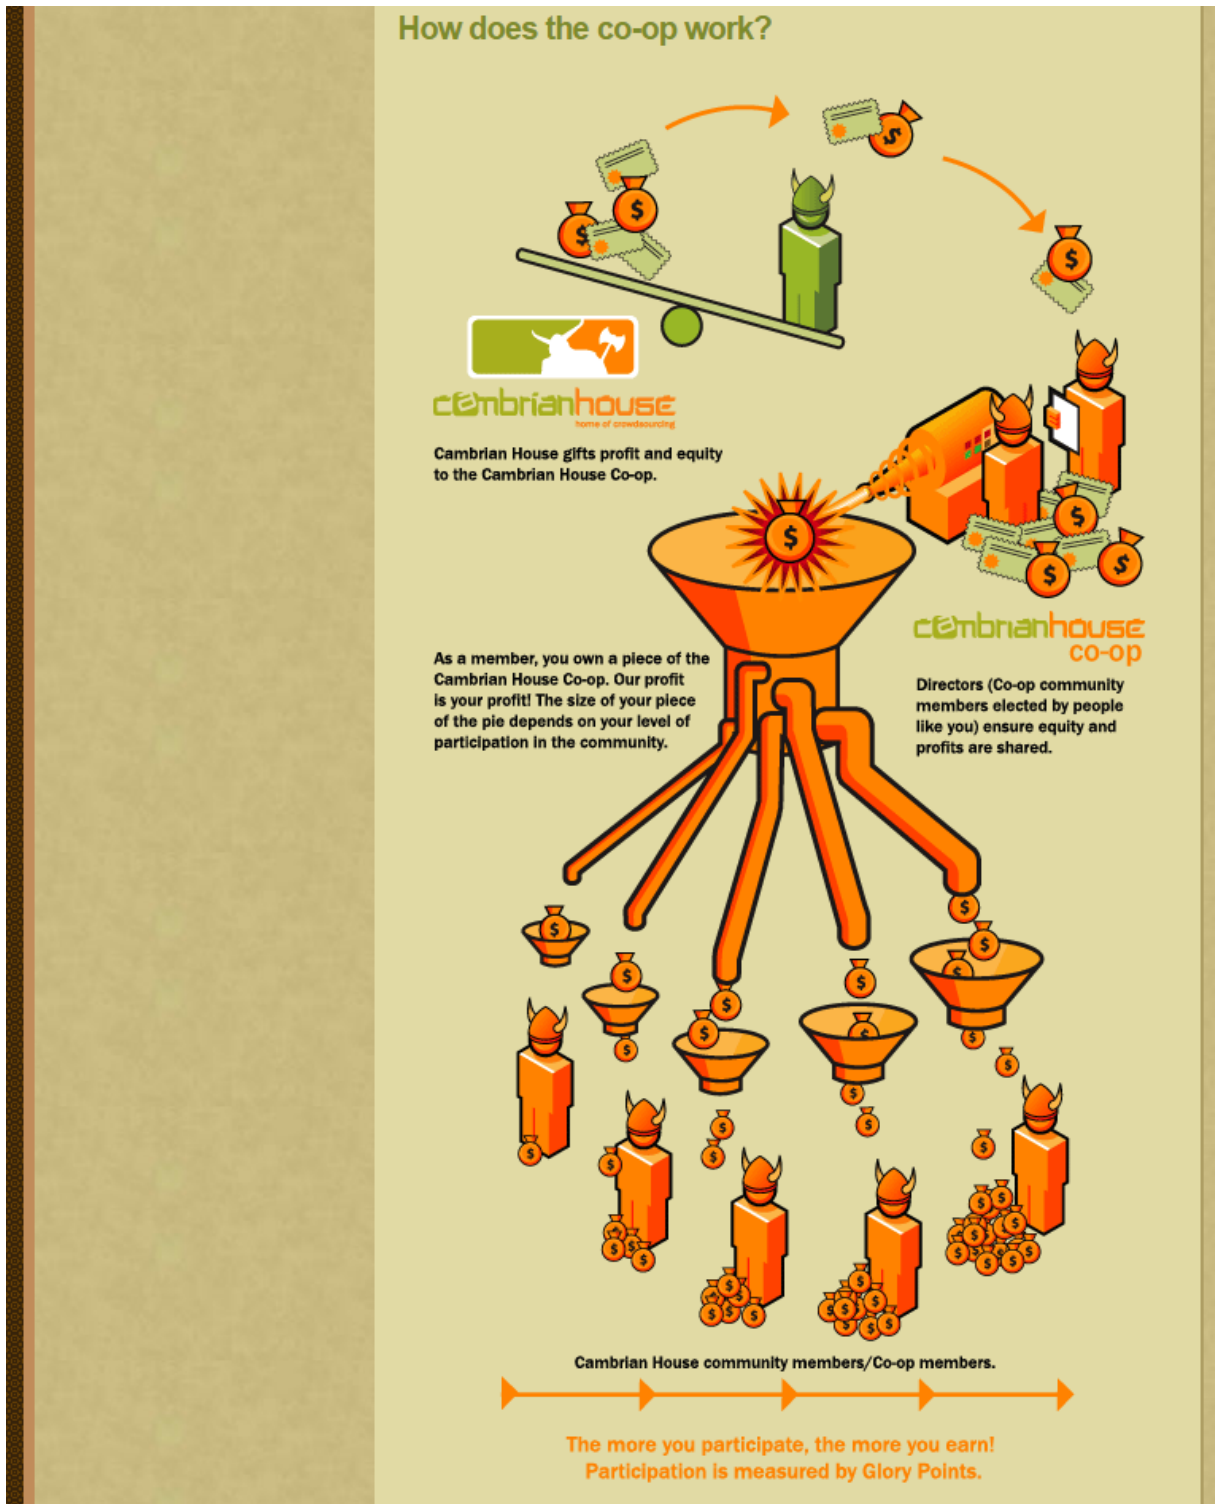 How does the co-op work?
cambrianhouse
home of crowdsourcing
Cambrian House gifts profit and equity
to the Cambrian House Co-op.
cambrianhouse
co-op
As a member, you own a piece of the
Cambrian House Co-op. Our profit
is your profit! The size of your piece
of the pie depends on your level of
participation in the community.
Directors (Co-op community
members elected by people
like you) ensure equity and
profits are shared.
Cambrian House community members/Co-op members.
The more you participate, the more you earn!
Participation is measured by Glory Points.